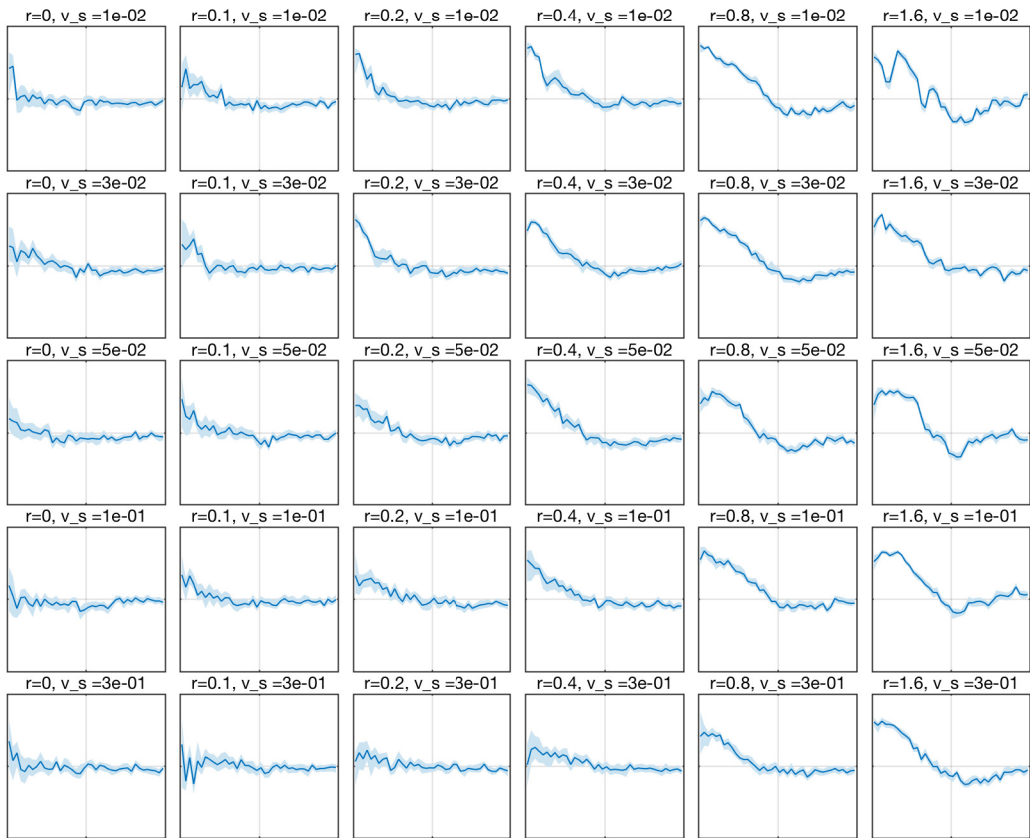 r=0, v_s =1e-02 r=0.1, v_s =1e-02 r=0.2, v_s =1e-02 r=0.4, v_s =1e-02 r=0.8, v_s =1e-02 r=1.6, v_s =1e-02
r=0, v_s =3e-02 r=0.1, v_s =3e-02 r=0.2, v_s =3e-02 r=0.4, v_s =3e-02 r=0.8, v_s =3e-02 r=1.6, v_s =3e-02
r=0, v_s =5e-02 r=0.1, v_s =5e-02 r=0.2, v_s =5e-02 r=0.4, v_s =5e-02 r=0.8, v_s =5e-02 r=1.6, v_s =5e-02
r=0, v_s =1e-01 r=0.1, v_s =1e-01 r=0.2, v_s =1e-01 r=0.4, v_s =1e-01 r=0.8, v_s =1e-01 r=1.6, v_s =1e-01
r=0, v_s =3e-01 r=0.1, v_s =3e-01 r=0.2, v_s =3e-01 r=0.4, v_s =3e-01 r=0.8, v_s =3e-01 r=1.6, v_s =3e-01